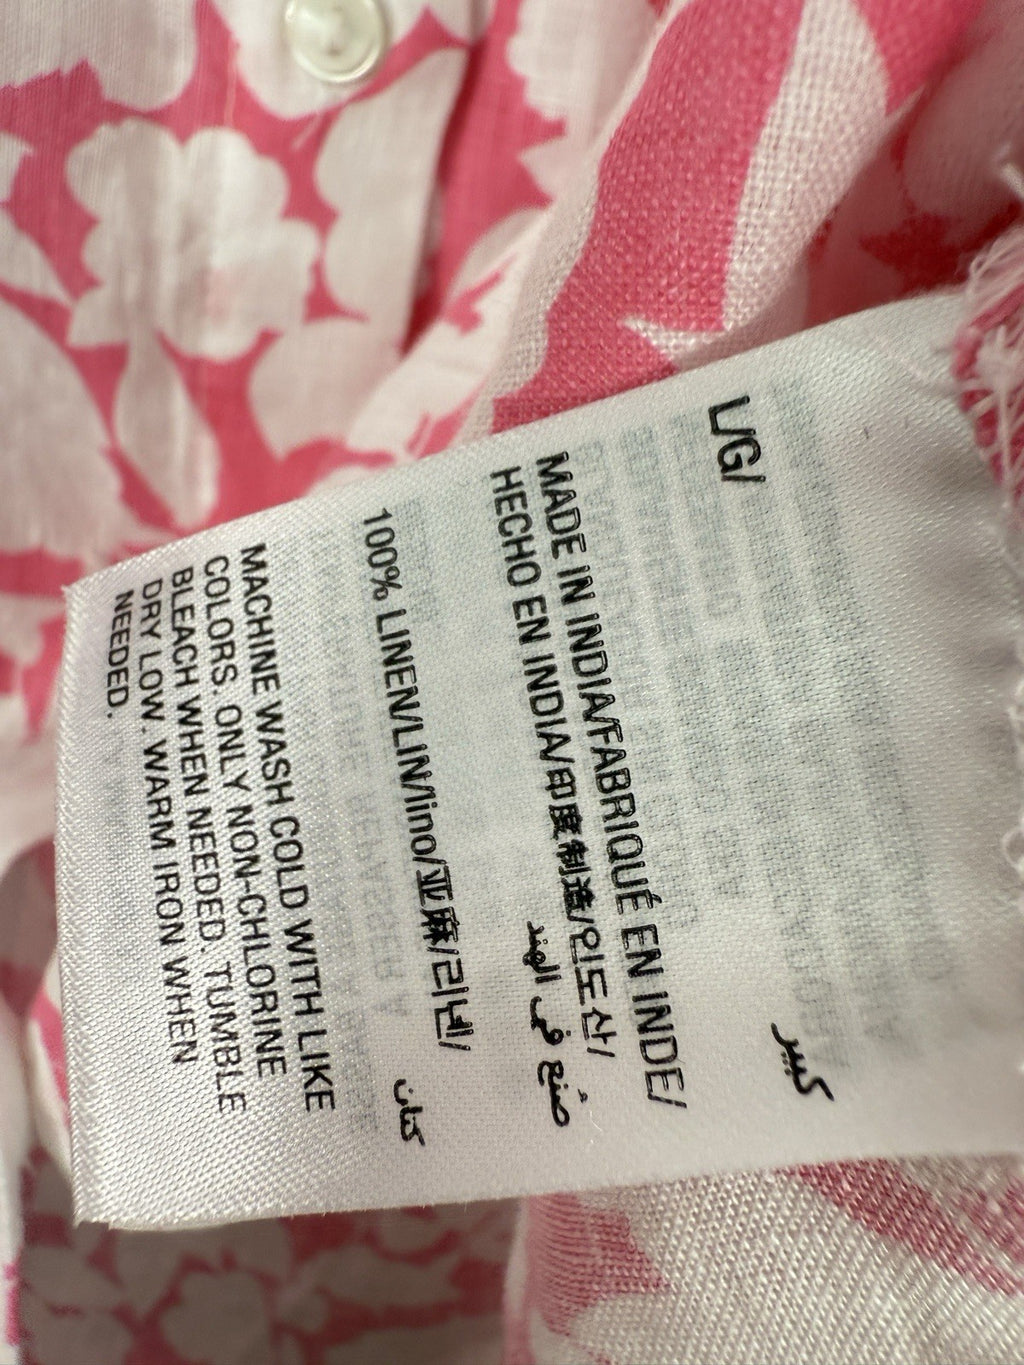 L/G/
كبير
MADE IN INDIA/FABRIQUÉ EN INDE/
HECHO EN INDIA/印度制造/인도산/
صنع في الهند
100% LINEN/LIN/lino/亚麻/리넨/
كتان
MACHINE WASH COLD WITH LIKE
COLORS. ONLY NON-CHLORINE
BLEACH WHEN NEEDED. TUMBLE
DRY LOW. WARM IRON WHEN
NEEDED.